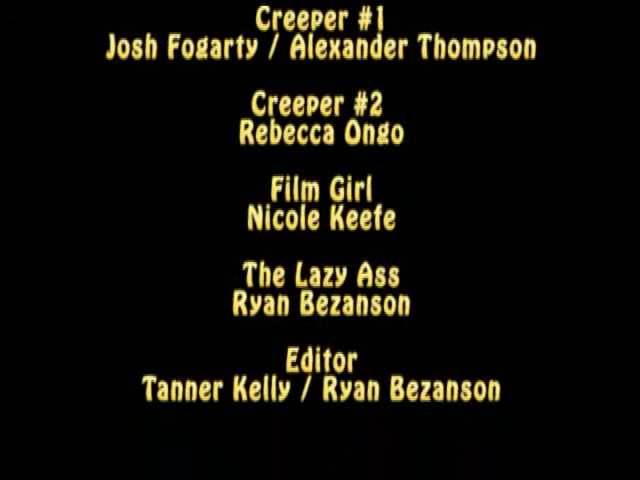 Creeper #1
Josh Fogarty / Alexander Thompson
Creeper #2
Rebecca Ongo
Film Girl
Nicole Keefe
The Lazy Ass
Ryan Bezanson
Editor
Tanner Kelly / Ryan Bezanson